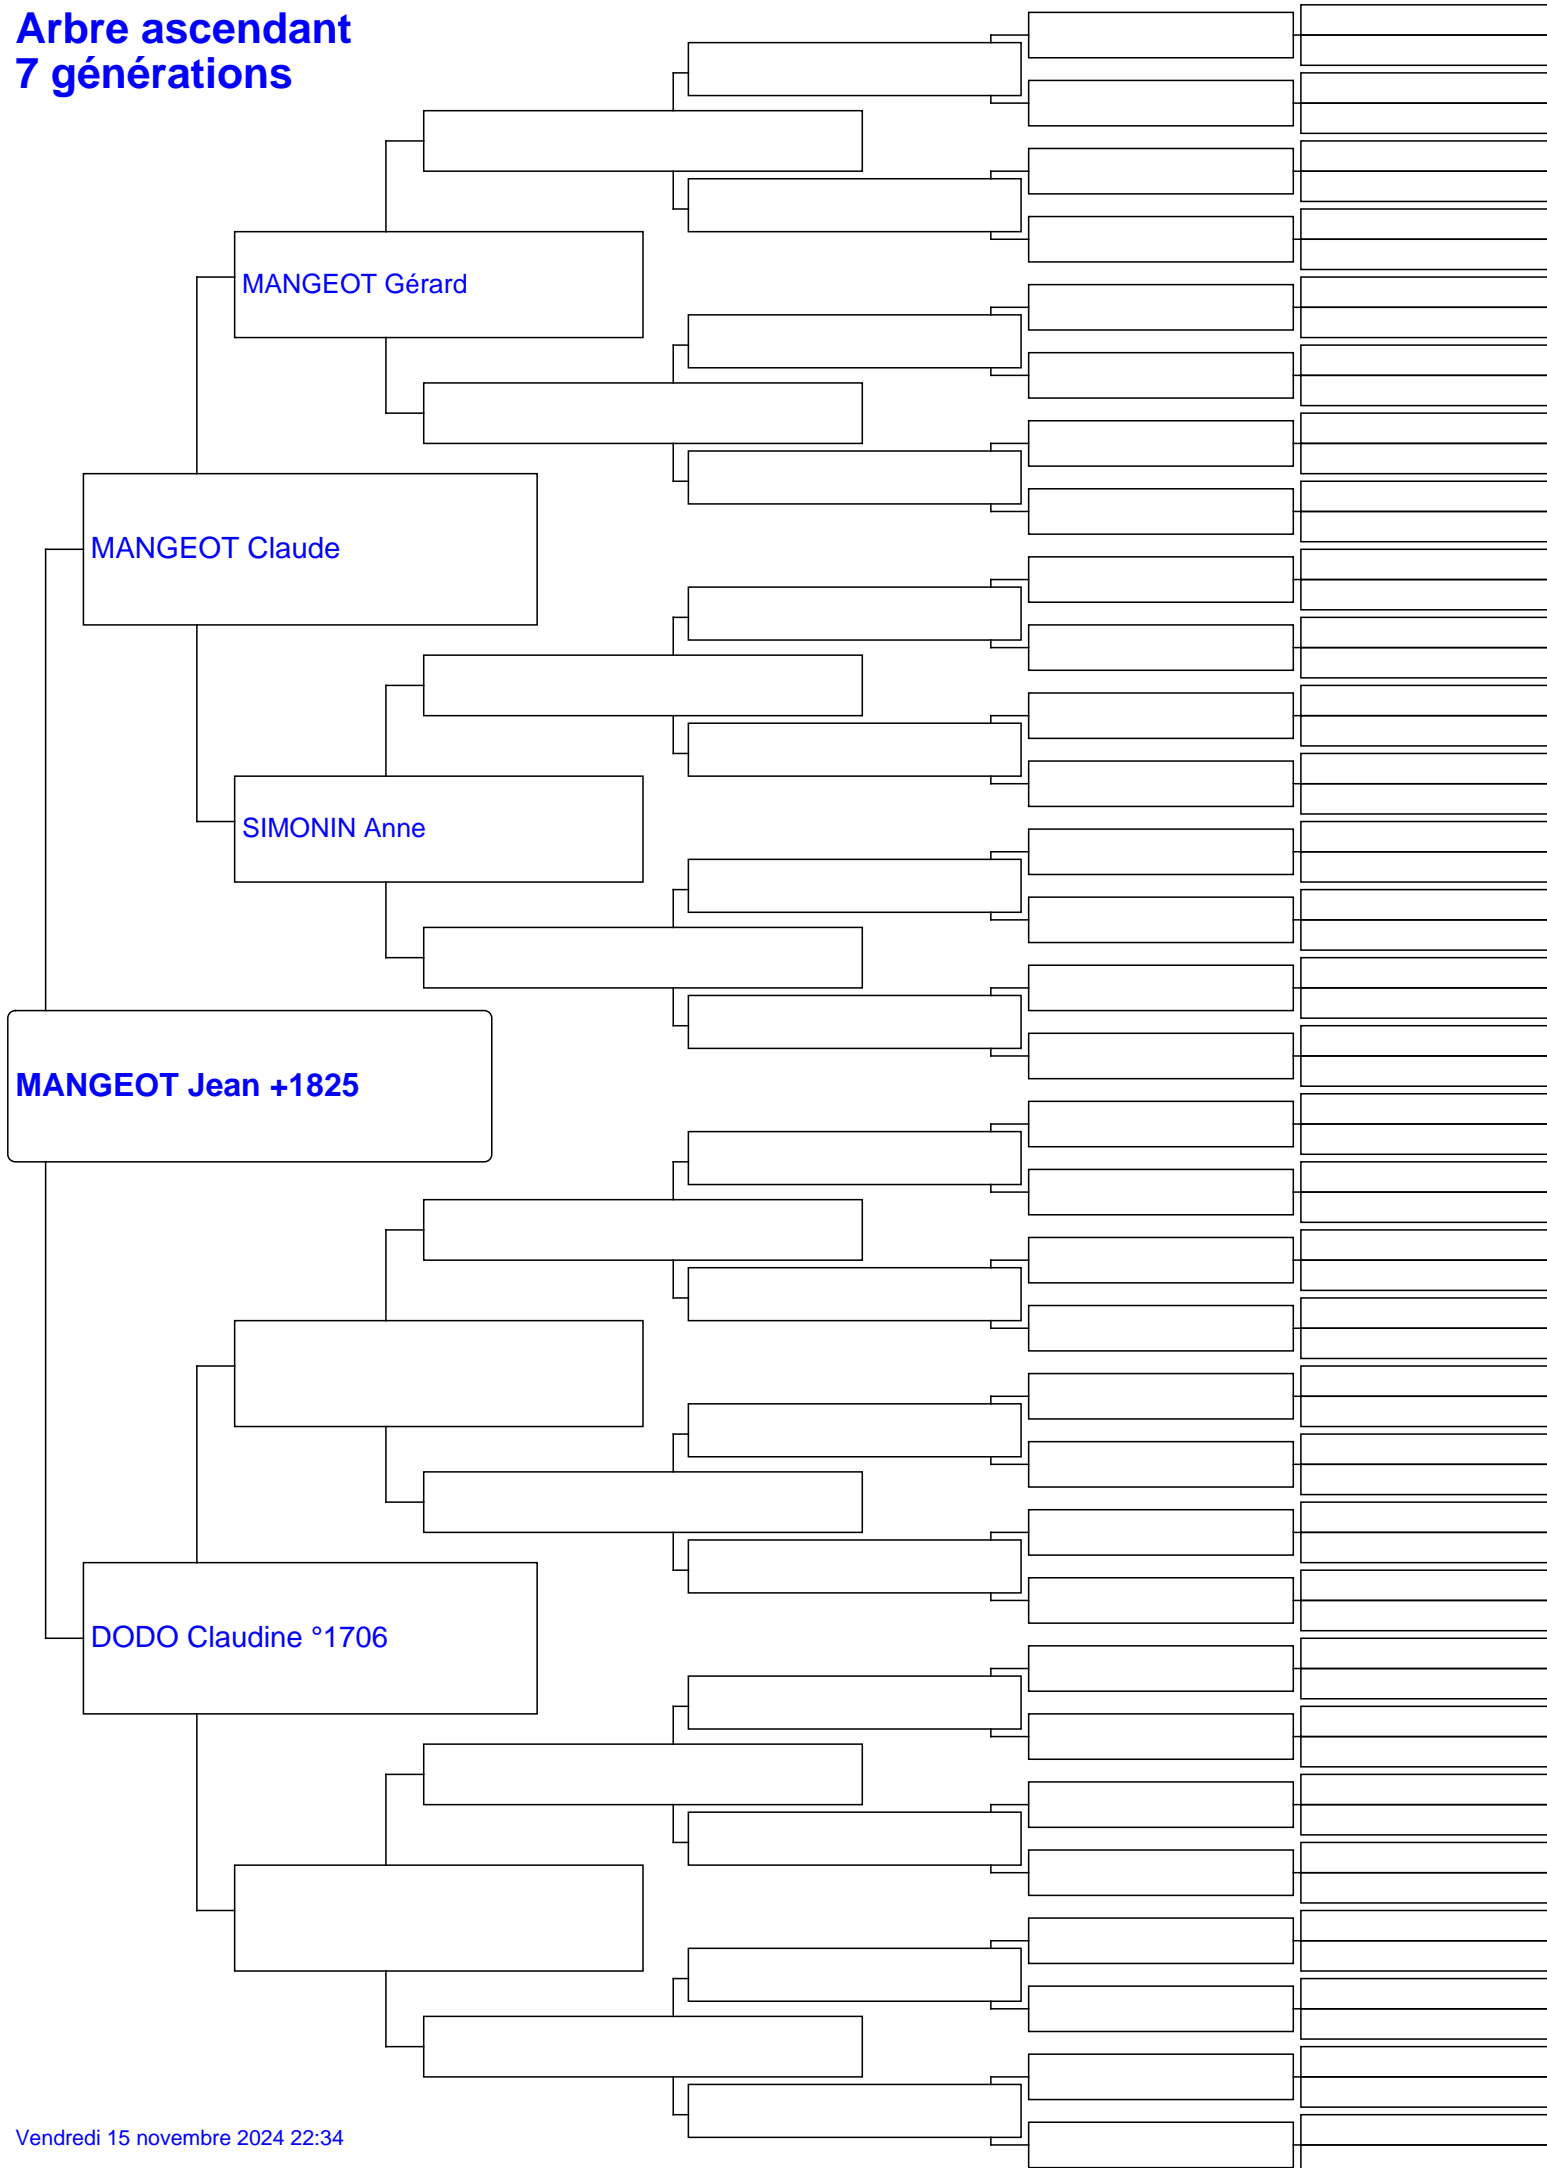 Arbre ascendant
7 générations
MANGEOT Gérard
MANGEOT Claude
SIMONIN Anne
MANGEOT Jean +1825
DODO Claudine °1706
Vendredi 15 novembre 2024 22:34